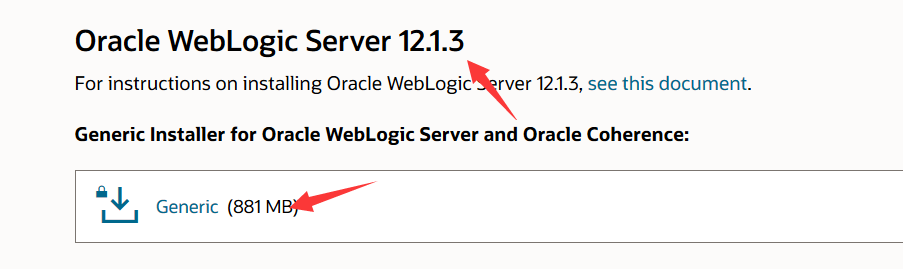 Oracle WebLogic Server 12.1.3
For instructions on installing Oracle WebLogic Server 12.1.3, see this document.
Generic Installer for Oracle WebLogic Server and Oracle Coherence:
Generic (881 MB)